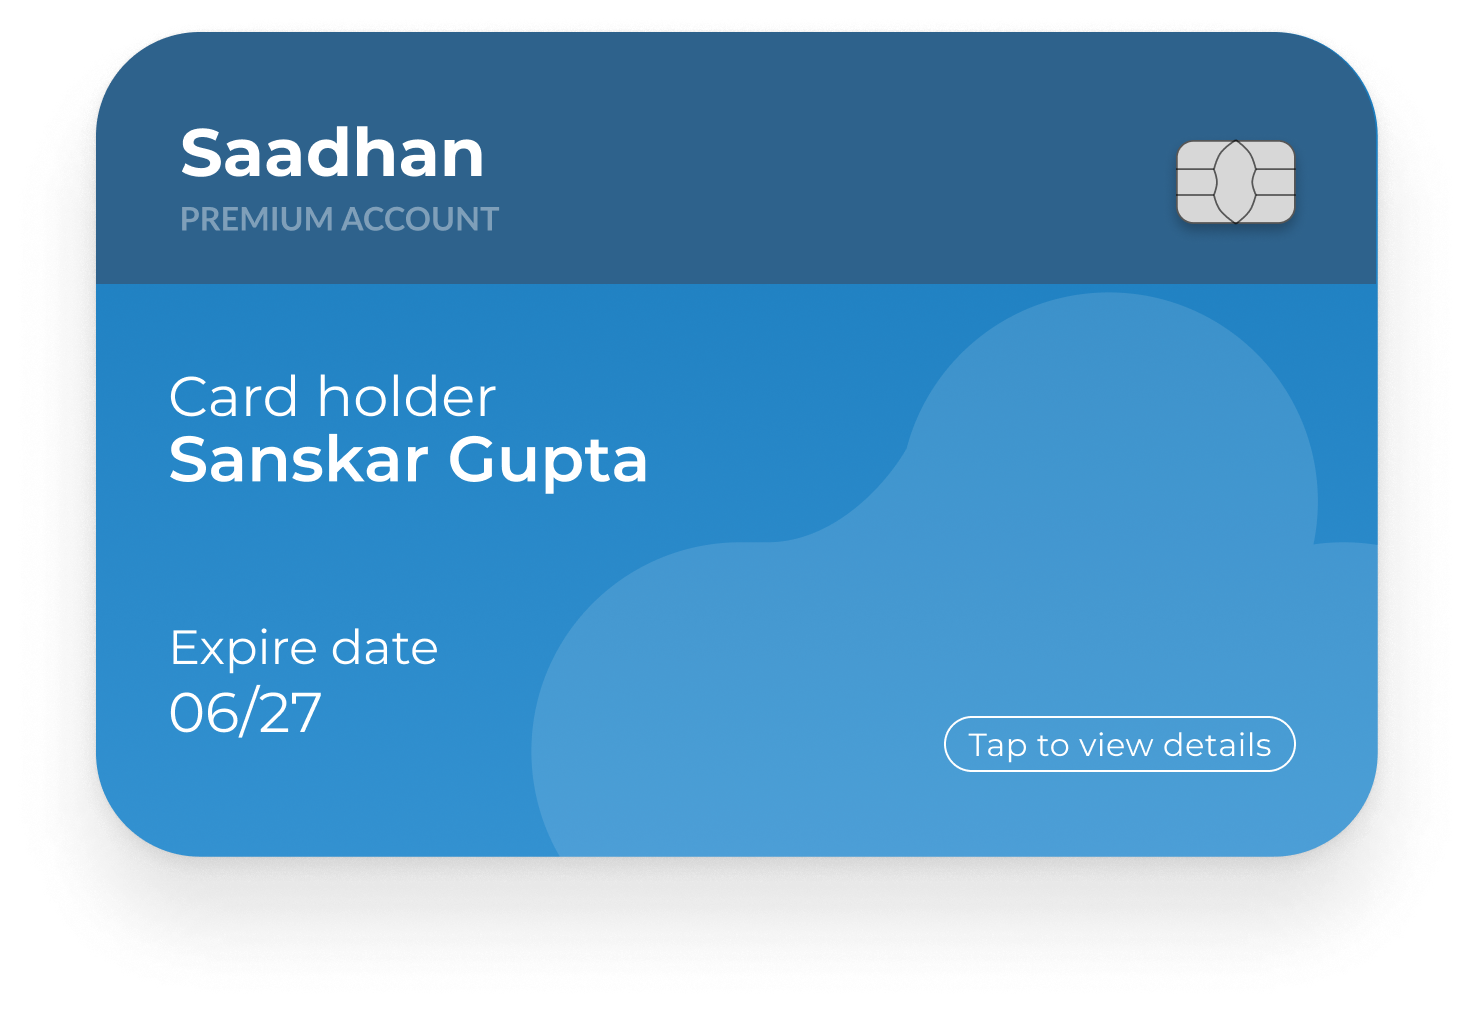 Saadhan
PREMIUM ACCOUNT
Card holder
Sanskar Gupta
Expire date
06/27
Tap to view details